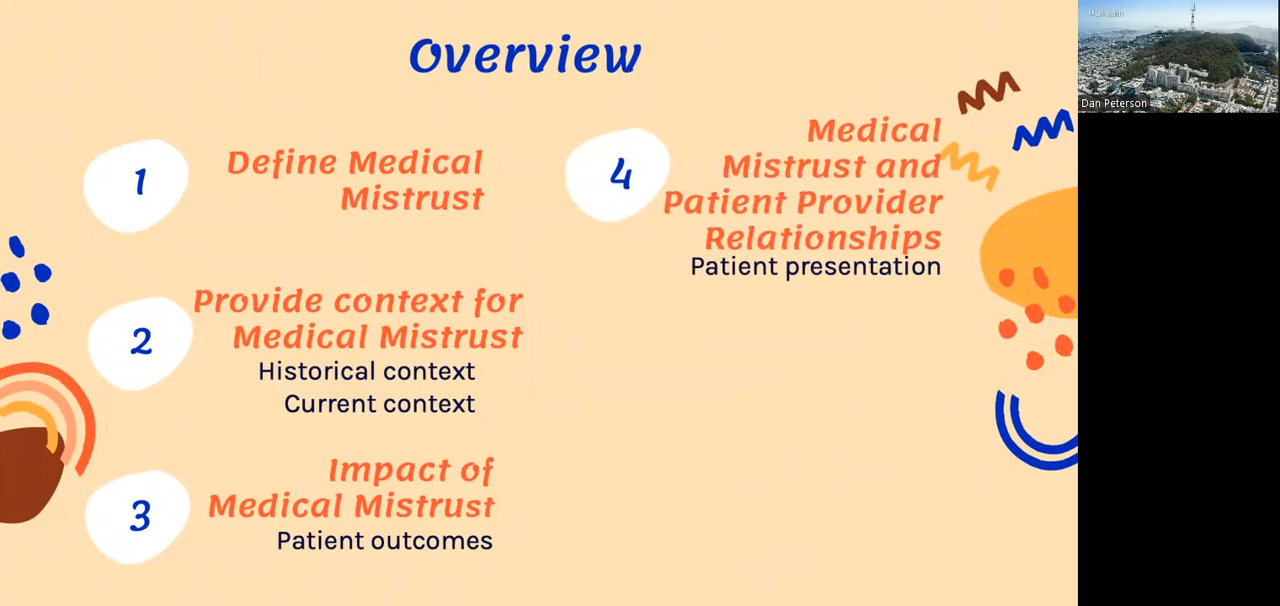 Overview
1
Define Medical
Mistrust
2
Provide context for
Medical Mistrust
Historical context
Current context
3
Impact of
Medical Mistrust
Patient outcomes
4
Medical
Mistrust and
Patient Provider
Relationships
Patient presentation
Dan Peterson